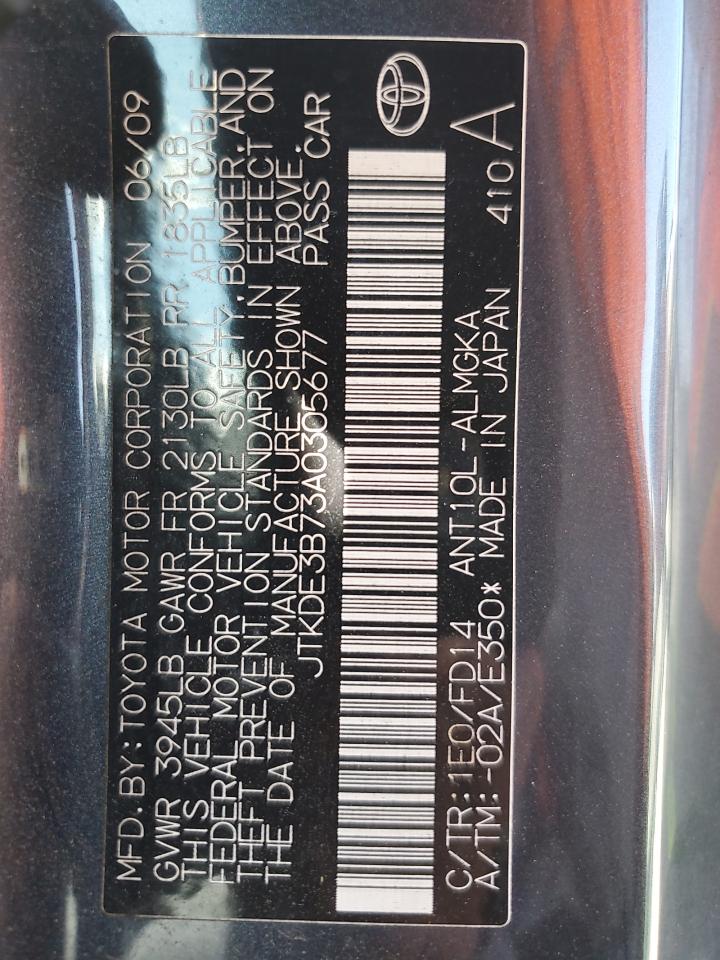 MFD.BY:TOYOTA MOTOR CORPORATION 06/09
GVWR 3945LB GAWR FR 2130LB RR 1835LB
THIS VEHICLE CONFORMS TO ALL APPLICABLE
FEDERAL MOTOR VEHICLE SAFETY,BUMPER,AND
THEFT PREVENTION STANDARDS IN EFFECT ON
THE DATE OF MANUFACTURE SHOWN ABOVE.
JTKDE3B73A0305677 PASS CAR
C/TR:1E0/FD14 ANT10L-ALMGKA 410 A
A/TM:-02A/E350* MADE IN JAPAN